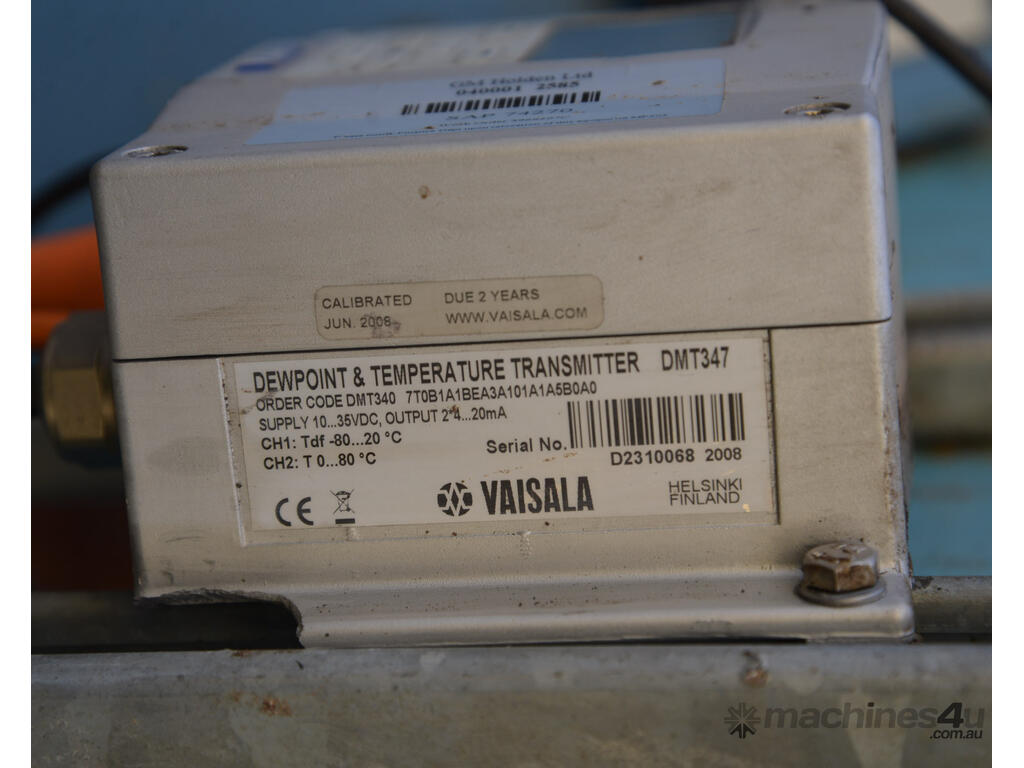 GM Holden Ltd
040001 2585
SAP 74270
CALIBRATED DUE 2 YEARS
JUN. 2008 WWW.VAISALA.COM
DEWPOINT & TEMPERATURE TRANSMITTER DMT347
ORDER CODE DMT340 7T0B1A1BEA3A101A1A5B0A0
SUPPLY 10...35VDC, OUTPUT 2*4...20mA
CH1: Tdf -80...20 °C
CH2: T 0...80 °C
Serial No.
D2310068 2008
CE
VAISALA
HELSINKI
FINLAND
machines4u
.com.au